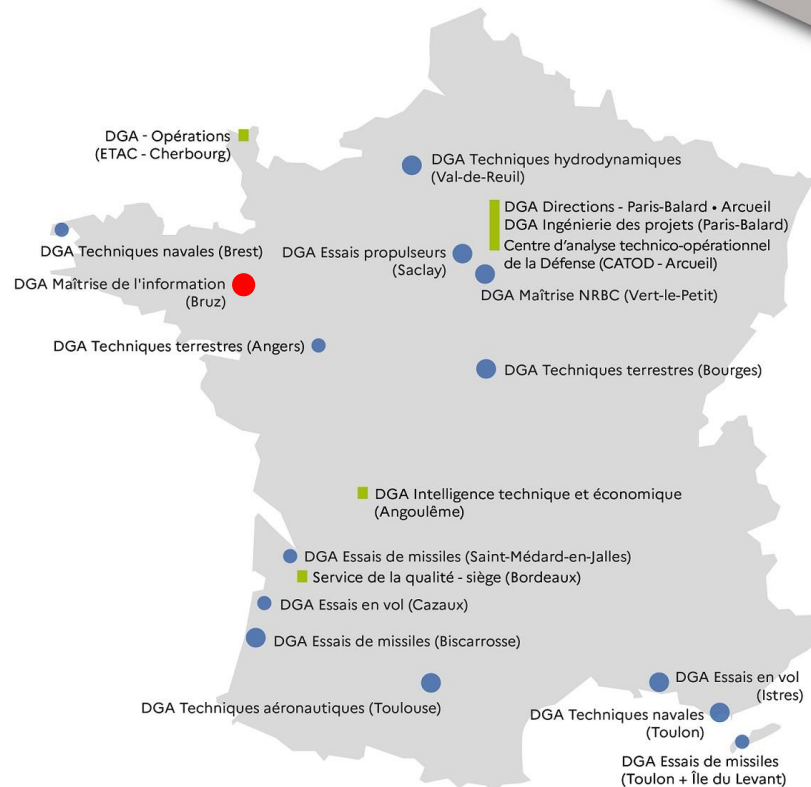 DGA - Opérations
(ETAC - Cherbourg)
DGA Techniques hydrodynamiques
(Val-de-Reuil)
DGA Directions - Paris-Balard • Arcueil
DGA Ingénierie des projets (Paris-Balard)
Centre d'analyse technico-opérationnel
de la Défense (CATOD - Arcueil)
DGA Techniques navales (Brest)
DGA Essais propulseurs
(Saclay)
DGA Maîtrise de l'information
(Bruz)
DGA Maîtrise NRBC (Vert-le-Petit)
DGA Techniques terrestres (Angers)
DGA Techniques terrestres (Bourges)
DGA Intelligence technique et économique
(Angoulême)
DGA Essais de missiles (Saint-Médard-en-Jalles)
Service de la qualité - siège (Bordeaux)
DGA Essais en vol (Cazaux)
DGA Essais de missiles (Biscarrosse)
DGA Essais en vol
(Istres)
DGA Techniques aéronautiques (Toulouse)
DGA Techniques navales
(Toulon)
DGA Essais de missiles
(Toulon + Île du Levant)